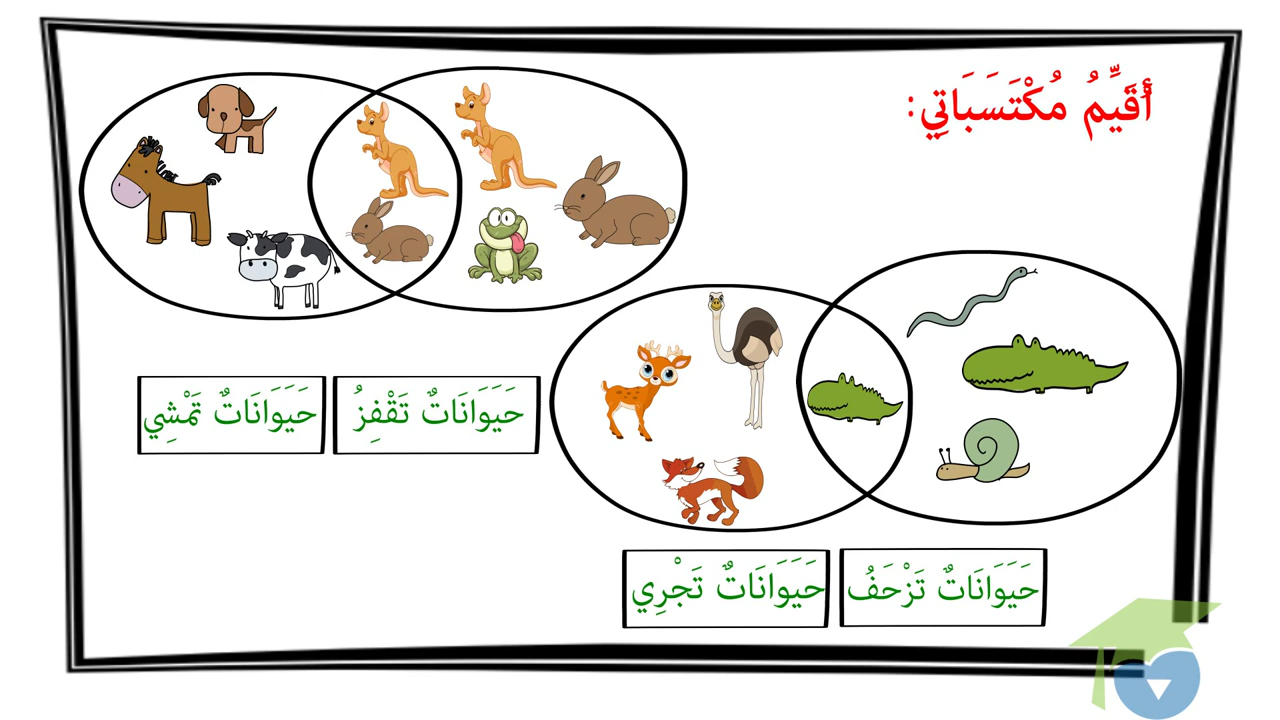 أُقَيِّمُ مُكْتَسَبَاتِي:
حَيَوَانَاتٌ تَقْفِزُ
حَيَوَانَاتٌ تَمْشِي
حَيَوَانَاتٌ تَزْحَفُ
حَيَوَانَاتٌ تَجْرِي